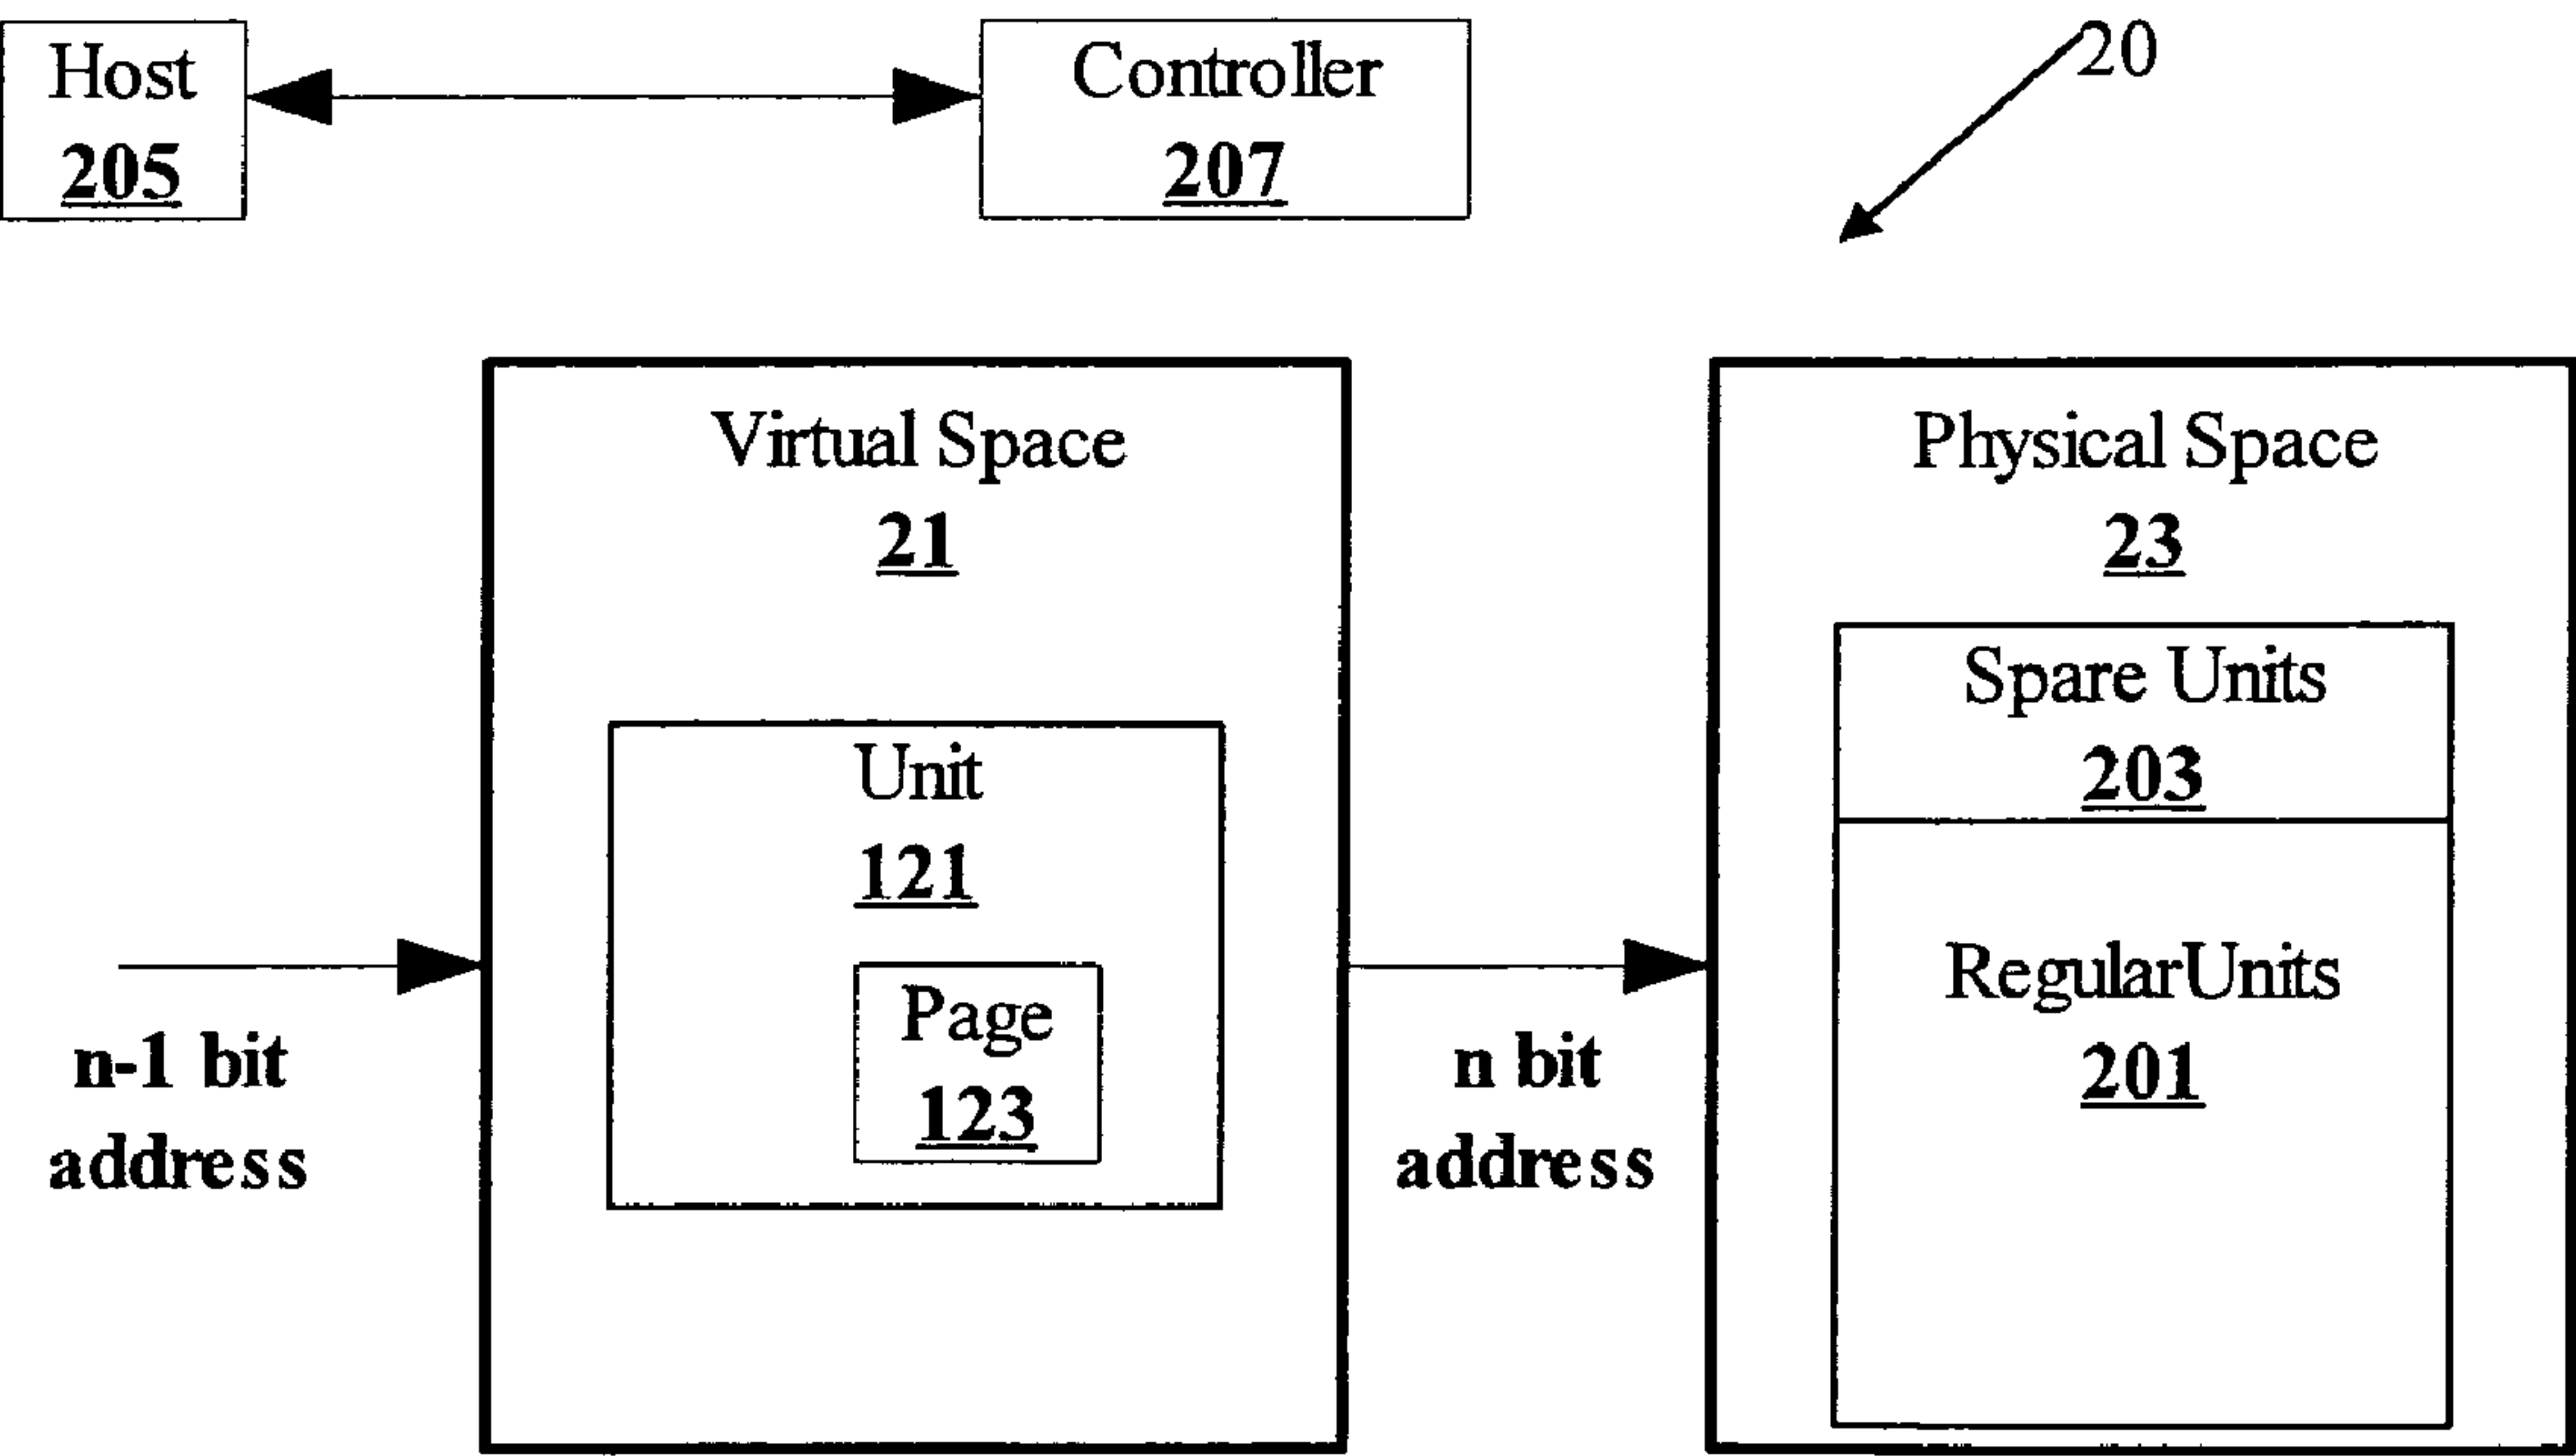 Host
205
Controller
207
20
Virtual Space
21
Unit
121
Page
123
n-1 bit
address
n bit
address
Physical Space
23
Spare Units
203
RegularUnits
201